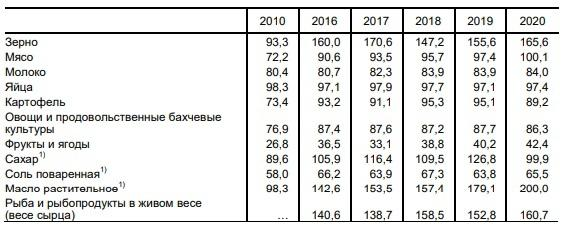 2010 2016 2017 2018 2019 2020
Зерно 93,3 160,0 170,6 147,2 155,6 165,6
Мясо 72,2 90,6 93,5 95,7 97,4 100,1
Молоко 80,4 80,7 82,3 83,9 83,9 84,0
Яйца 98,3 97,1 97,9 97,7 97,1 97,4
Картофель 73,4 93,2 91,1 95,3 95,1 89,2
Овощи и продовольственные бахчевые
культуры 76,9 87,4 87,6 87,2 87,7 86,3
Фрукты и ягоды 26,8 36,5 33,1 38,8 40,2 42,4
Сахар1) 89,6 105,9 116,4 109,5 126,8 99,9
Соль поваренная1) 58,0 66,2 63,9 67,3 63,8 65,5
Масло растительное1) 98,3 142,6 153,5 157,4 179,1 200,0
Рыба и рыбопродукты в живом весе
(весе сырца) … 140,6 138,7 158,5 152,8 160,7